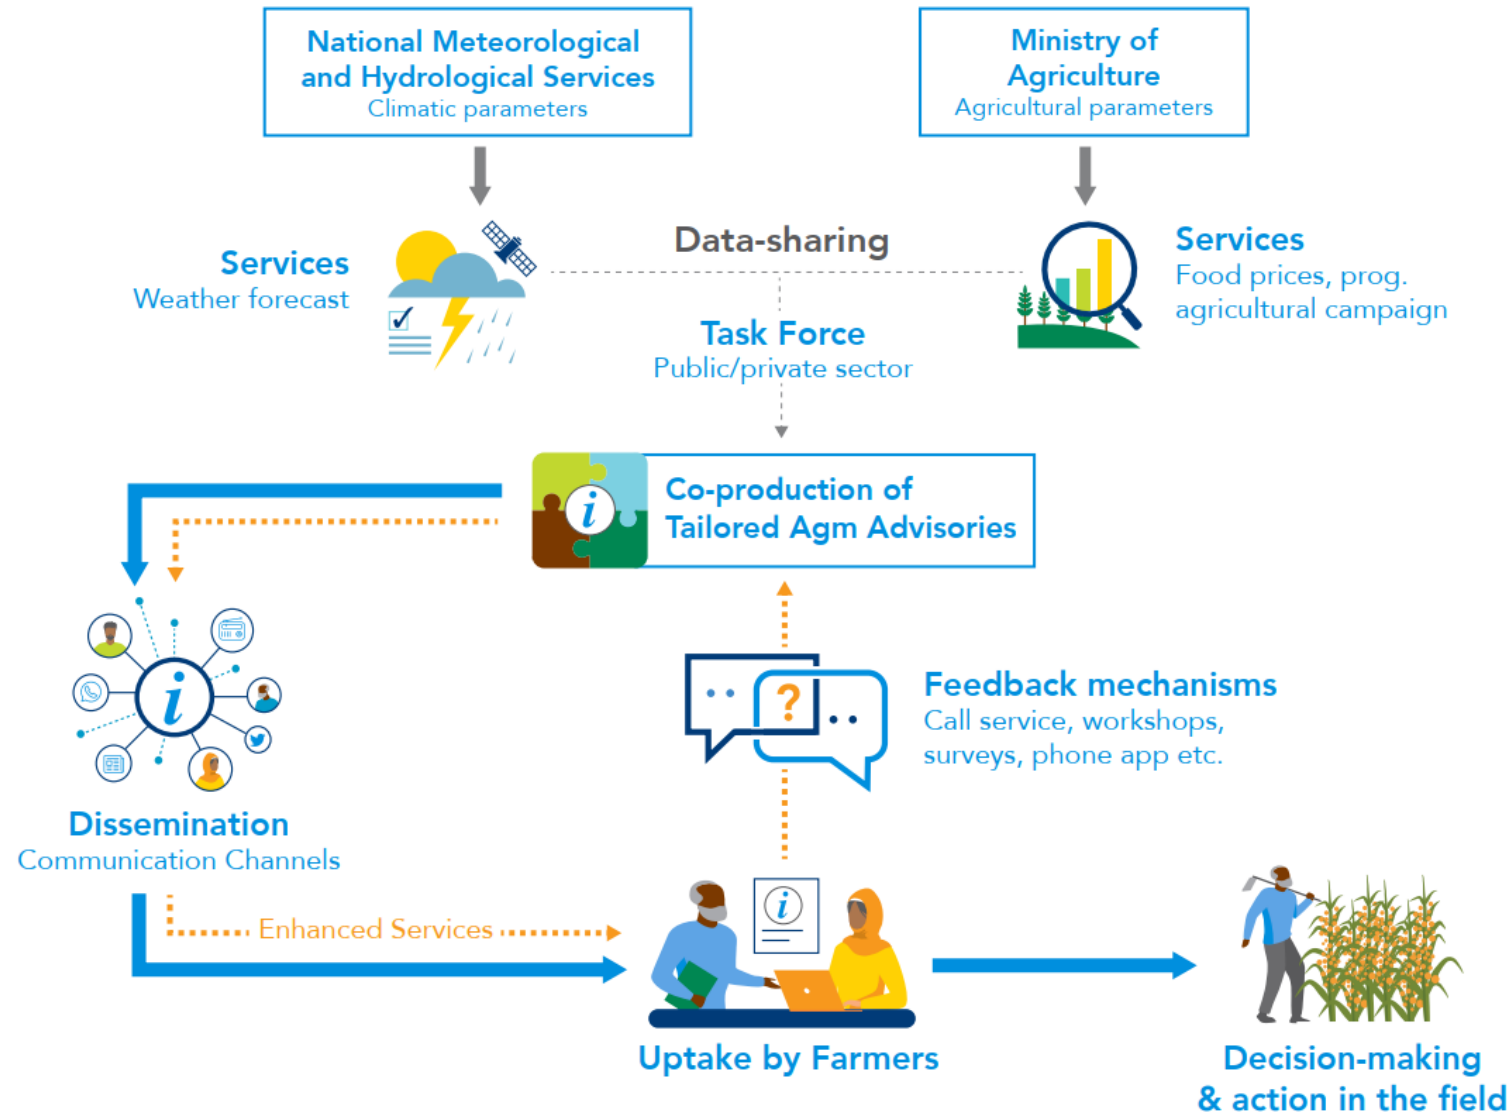 National Meteorological
and Hydrological Services
Climatic parameters
Ministry of
Agriculture
Agricultural parameters
Services
Weather forecast
Data-sharing
Services
Food prices, prog.
agricultural campaign
Task Force
Public/private sector
i
Co-production of
Tailored Agm Advisories
i
?
Feedback mechanisms
Call service, workshops,
surveys, phone app etc.
Dissemination
Communication Channels
Enhanced Services
i
Uptake by Farmers
Decision-making
& action in the field